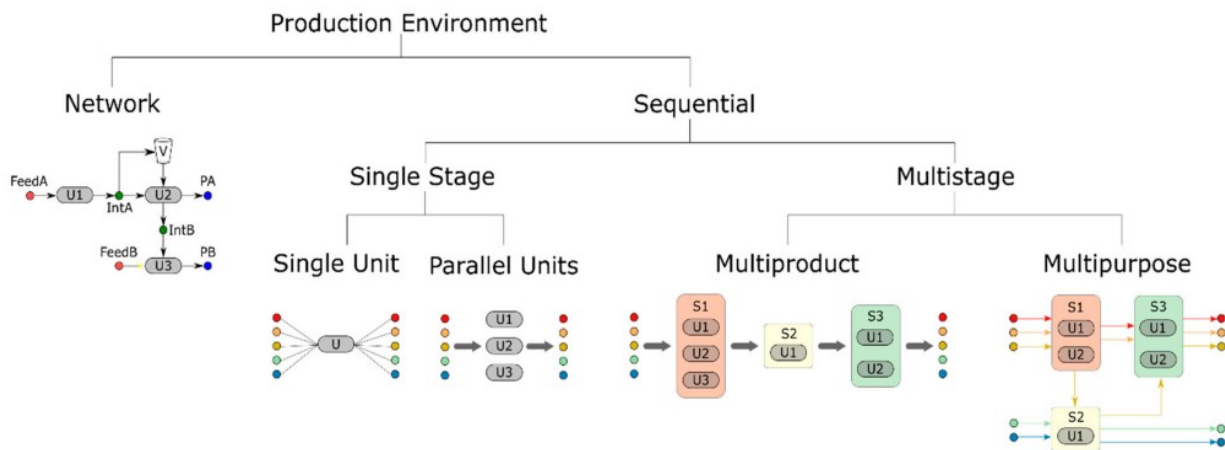 Production Environment
Network
Sequential
V
FeedA
U1
IntA
U2
PA
IntB
FeedB
U3
PB
Single Stage
Multistage
Single Unit
Parallel Units
Multiproduct
Multipurpose
U
U1
U2
U3
S1
U1
U2
U3
S2
U1
S3
U1
U2
S1
U1
U2
S3
U1
U2
S2
U1